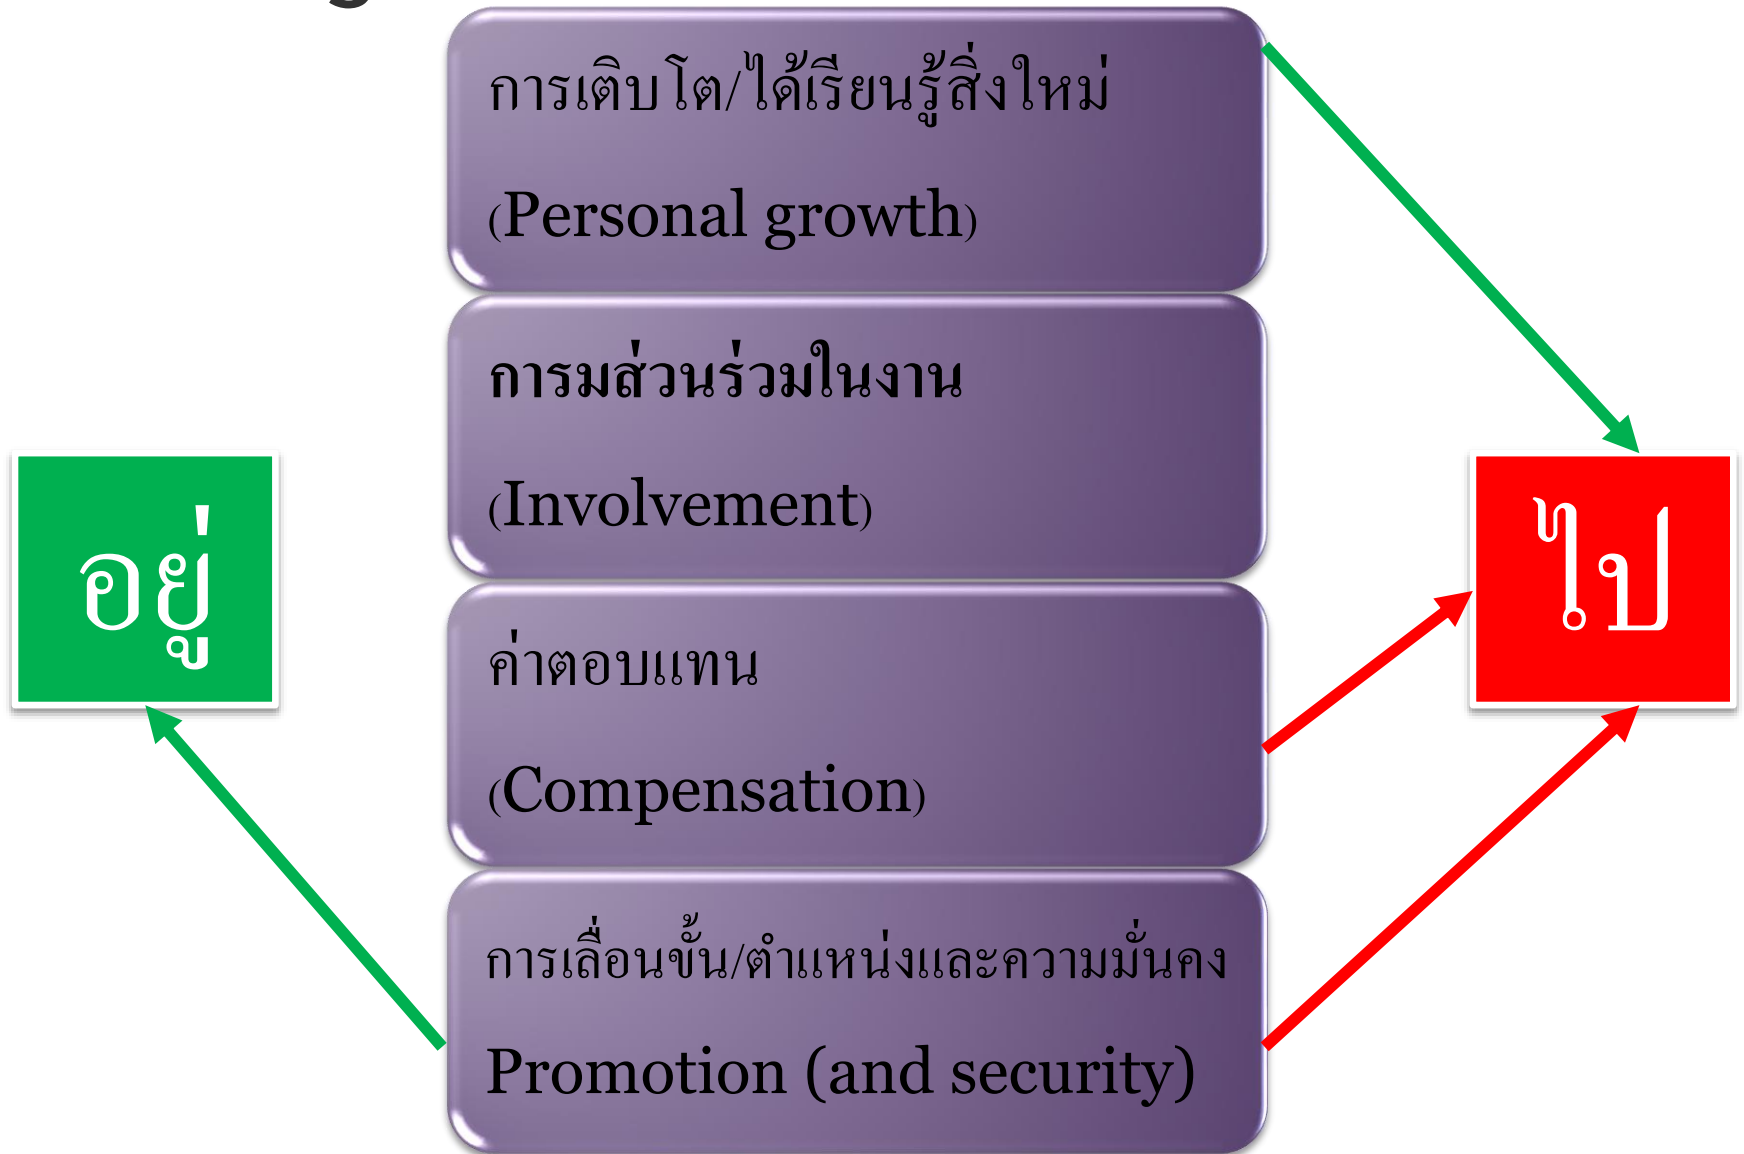 การเติบโต/ได้เรียนรู้สิ่งใหม่
(Personal growth)
การมส่วนร่วมในงาน
(Involvement)
อยู่
ไป
ค่าตอบแทน
(Compensation)
การเลื่อนขั้น/ตำแหน่งและความมั่นคง
Promotion (and security)